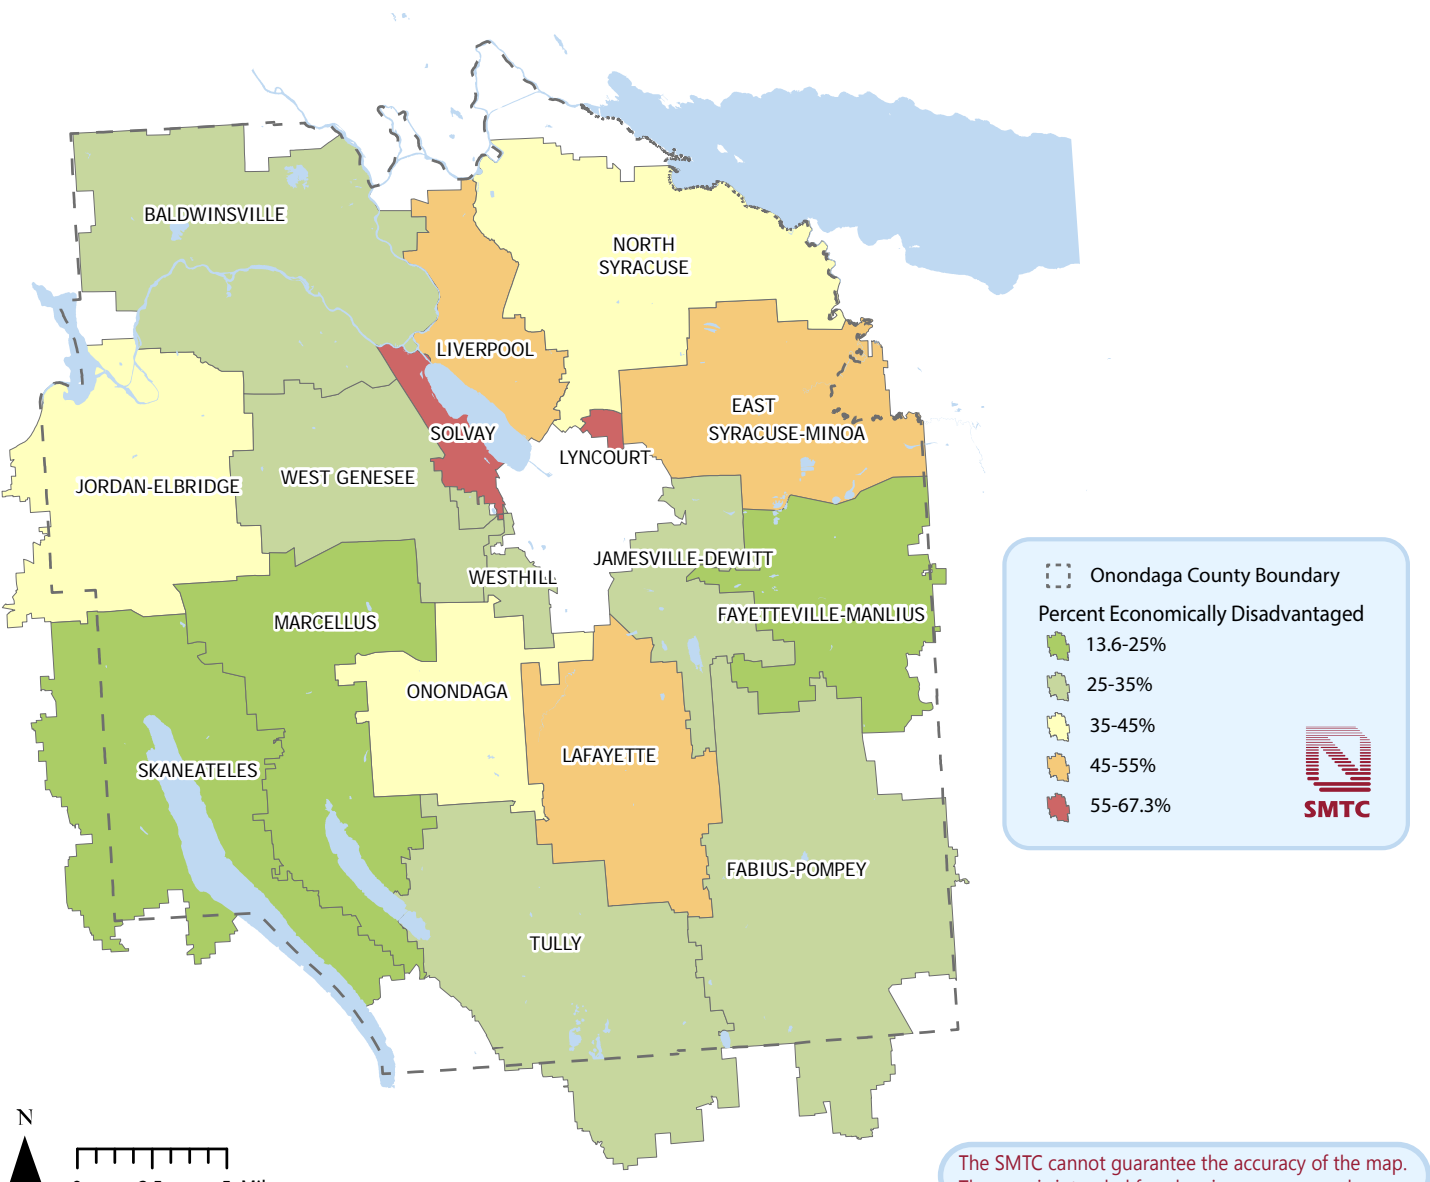 BALDWINSVILLE
NORTH
SYRACUSE
LIVERPOOL
EAST
SYRACUSE-MINOA
SOLVAY
LYNCOURT
JORDAN-ELBRIDGE
WEST GENESEE
JAMESVILLE-DEWITT
WESTHILL
MARCELLUS
FAYETTEVILLE-MANLIUS
ONONDAGA
LAFAYETTE
SKANEATELES
FABIUS-POMPEY
TULLY
Onondaga County Boundary
Percent Economically Disadvantaged
13.6-25%
25-35%
35-45%
45-55%
55-67.3%
SMTC
N
The SMTC cannot guarantee the accuracy of the map.